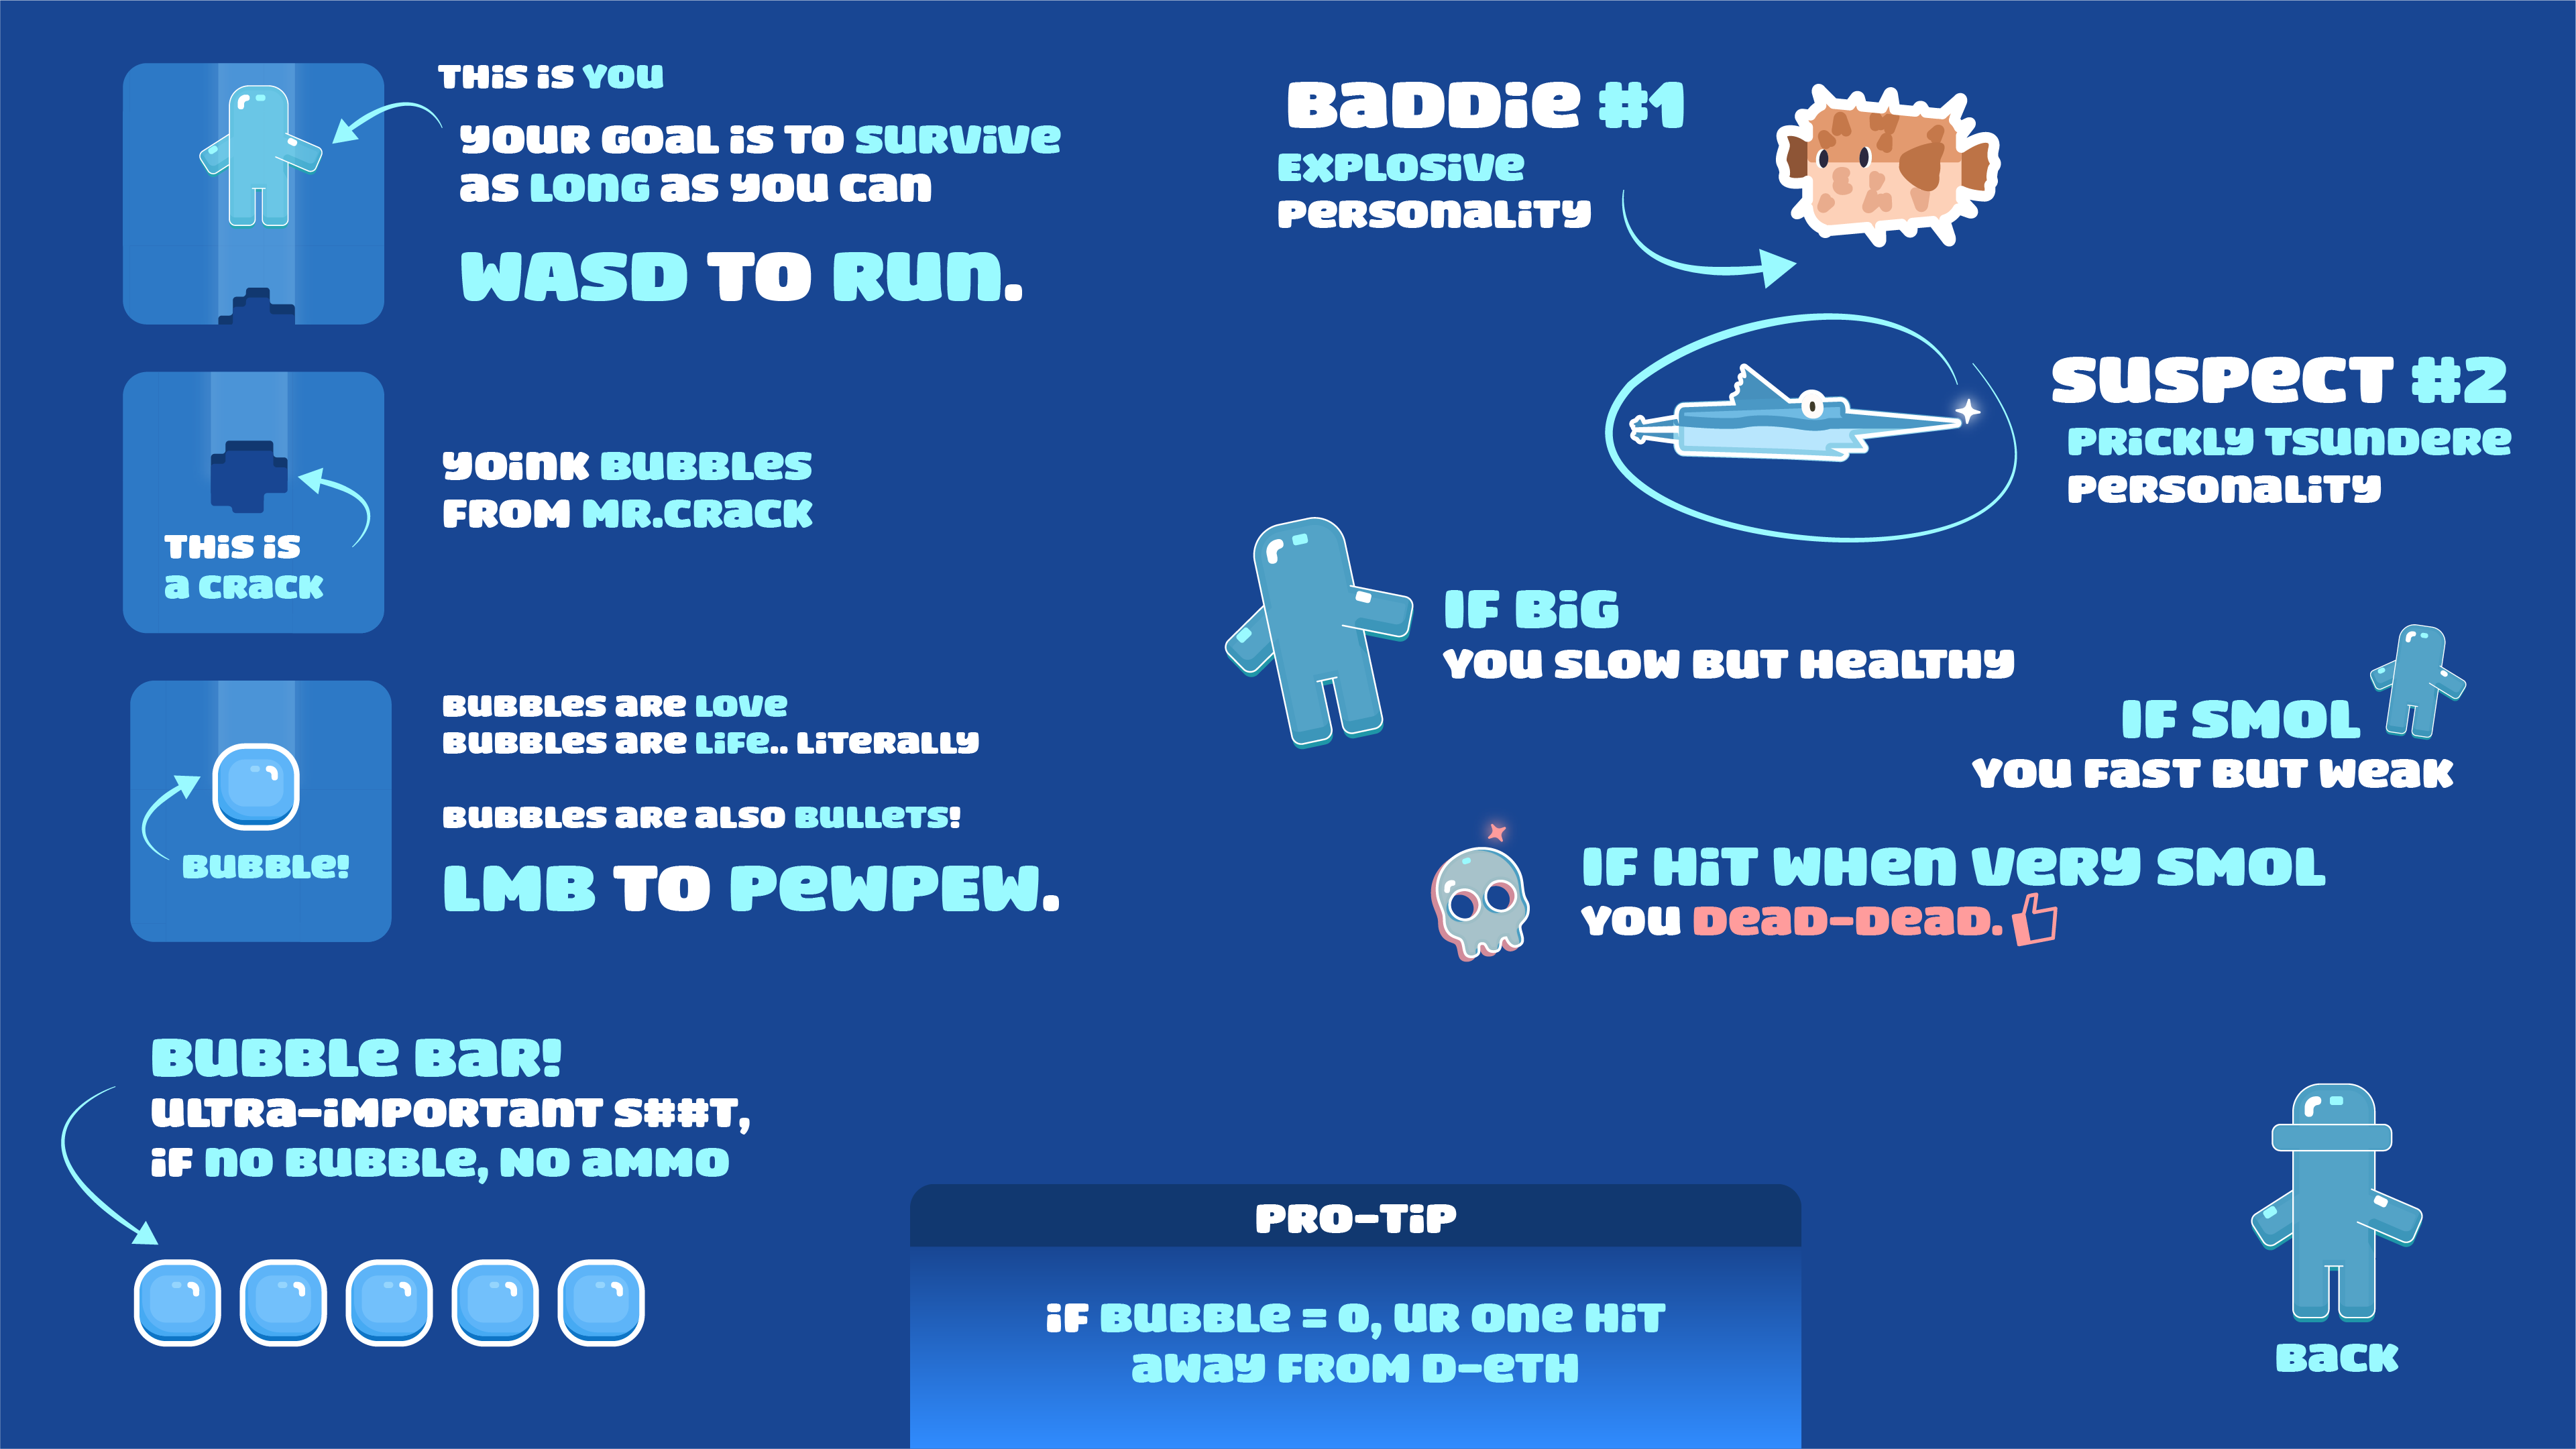 THiS iS YOU
YOUR GOAL iS TO SURViVE
aS LONG aS YOU Can
WASD TO RUn.
THiS iS
a CRaCK
YOinK BUBBLeS
FROM MR.CRaCK
BUBBLeS aRe LOVE
BUBBLeS aRe LiFe.. LiTeRALLY
BUBBLeS aRe aLSO BULLeTS!
LMB TO PeWPEW.
BUBBLe!
BUBBLe BaR!
ULTRa-iMPORTanT S##T,
iF nO BUBBLe, NO aMMO
BaDDie #1
EXPLOSiVe
PeRSOnaLiTY
SUSPeCT #2
PRiCKLY TSUnDeRe
PeRSOnaLiTY
IF BiG
YOU SLOW BUT HeaLTHY
IF SMOL
YOU FaST BUT WeaK
IF HiT WHen VeRY SMOL
YOU DeaD-DeaD.
PRO-TiP
iF BUBBLe = 0, UR One HiT
aWaY FROM D-eTH
BaCK